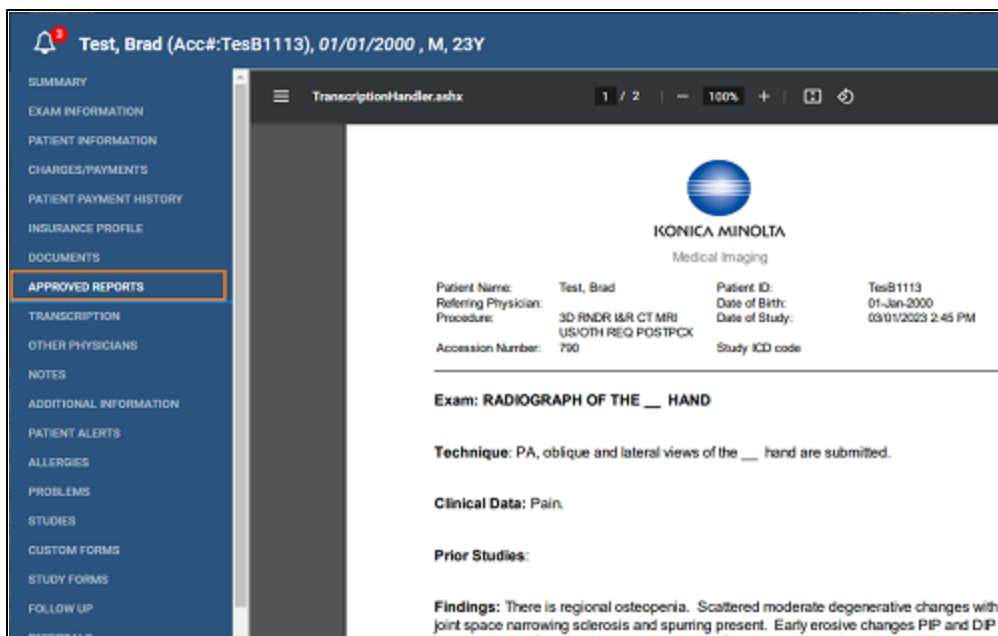 3
Test, Brad (Acc#:TesB1113), 01/01/2000 , M, 23Y
SUMMARY
EXAM INFORMATION
PATIENT INFORMATION
CHARGES/PAYMENTS
PATIENT PAYMENT HISTORY
INSURANCE PROFILE
DOCUMENTS
APPROVED REPORTS
TRANSCRIPTION
OTHER PHYSICIANS
NOTES
ADDITIONAL INFORMATION
PATIENT ALERTS
ALLERGIES
PROBLEMS
STUDIES
CUSTOM FORMS
STUDY FORMS
FOLLOW UP
TranscriptionHandler.ashx 1 / 2 100%
KONICA MINOLTA
Medical Imaging
Patient Name: Test, Brad Patient ID: TesB1113
Referring Physician: Date of Birth: 01-Jan-2000
Procedure: 3D RNDR I&R CT MRI Date of Study: 03/01/2023 2:45 PM
US/OTH REQ POSTPCX
Accession Number: 790 Study ICD code
Exam: RADIOGRAPH OF THE __ HAND
Technique: PA, oblique and lateral views of the __ hand are submitted.
Clinical Data: Pain.
Prior Studies:
Findings: There is regional osteopenia. Scattered moderate degenerative changes with
joint space narrowing sclerosis and spurring present. Early erosive changes PIP and DIP